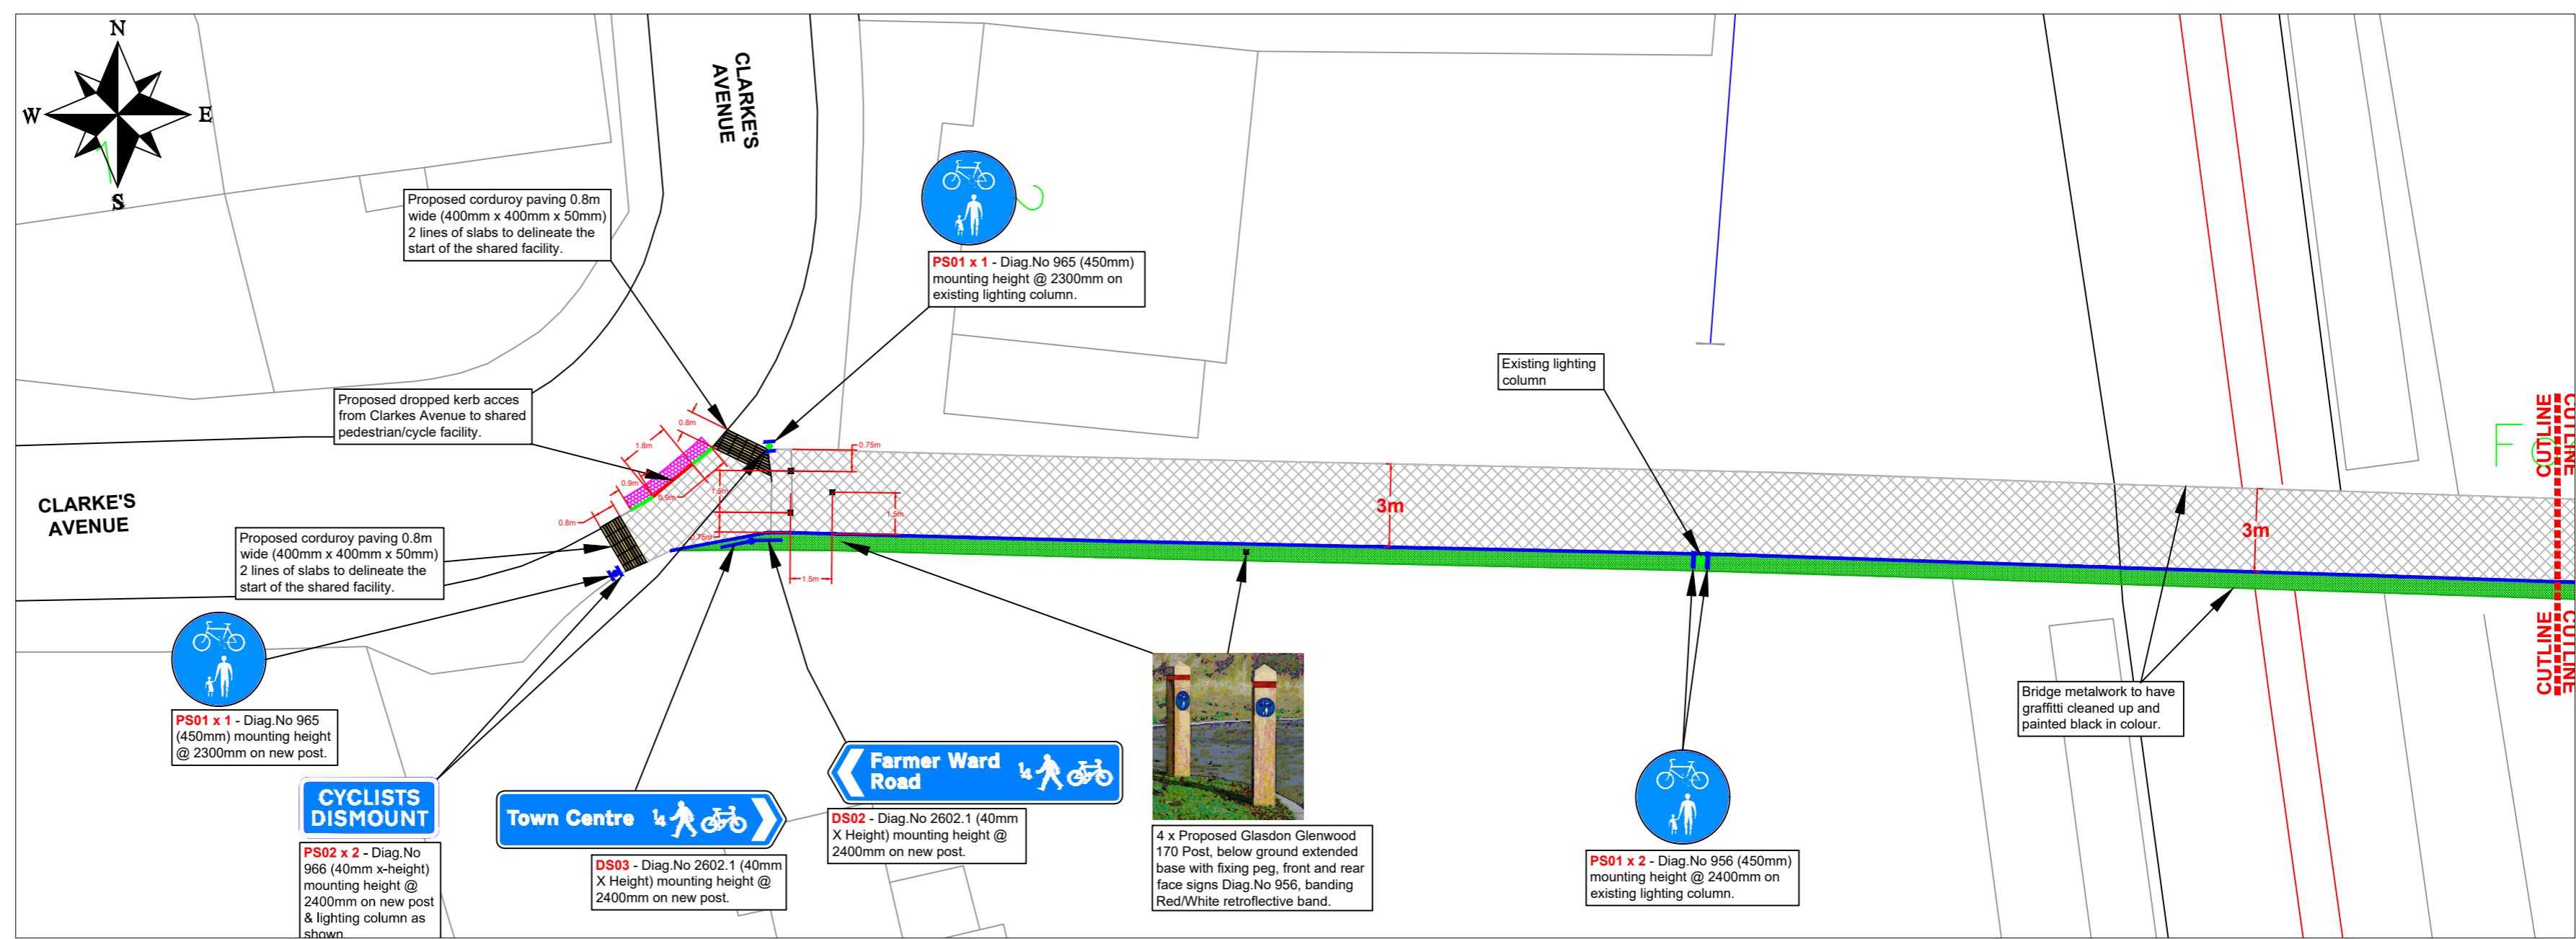 N
W
E
S
CLARKE'S
AVENUE
Proposed corduroy paving 0.8m
wide (400mm x 400mm x 50mm)
2 lines of slabs to delineate the
start of the shared facility.
PS01 x 1 - Diag.No 965 (450mm)
mounting height @ 2300mm on
existing lighting column.
Existing lighting
column
Proposed dropped kerb acces
from Clarkes Avenue to shared
pedestrian/cycle facility.
0.8m
1.8m
0.9m
0.9m
0.8m
0.75m
1.5m
1.5m
0.75m
1.5m
3m
3m
CUTLINE
CUTLINE
CUTLINE
CUTLINE
Fo
CLARKE'S
AVENUE
Proposed corduroy paving 0.8m
wide (400mm x 400mm x 50mm)
2 lines of slabs to delineate the
start of the shared facility.
PS01 x 1 - Diag.No 965
(450mm) mounting height
@ 2300mm on new post.
CYCLISTS
DISMOUNT
PS02 x 2 - Diag.No
966 (40mm x-height)
mounting height @
2400mm on new post
& lighting column as
shown
Town Centre ¼
DS03 - Diag.No 2602.1 (40mm
X Height) mounting height @
2400mm on new post.
Farmer Ward
Road ¼
DS02 - Diag.No 2602.1 (40mm
X Height) mounting height @
2400mm on new post.
4 x Proposed Glasdon Glenwood
170 Post, below ground extended
base with fixing peg, front and rear
face signs Diag.No 956, banding
Red/White retroflective band.
PS01 x 2 - Diag.No 956 (450mm)
mounting height @ 2400mm on
existing lighting column.
Bridge metalwork to have
graffitti cleaned up and
painted black in colour.